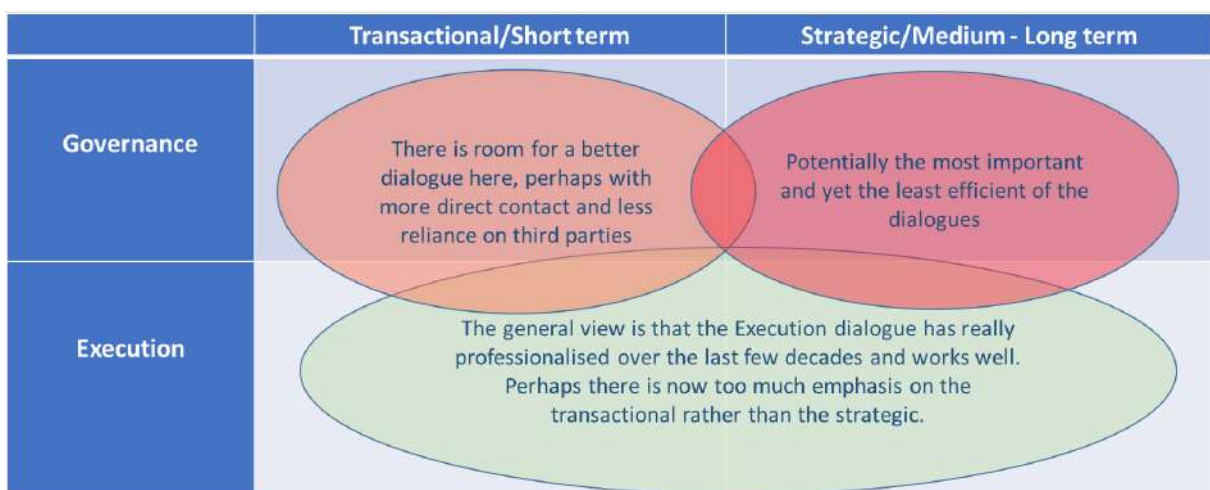 Transactional/Short term
Strategic/Medium - Long term
Governance
There is room for a better
dialogue here, perhaps with
more direct contact and less
reliance on third parties
Potentially the most important
and yet the least efficient of the
dialogues
Execution
The general view is that the Execution dialogue has really
professionalised over the last few decades and works well.
Perhaps there is now too much emphasis on the
transactional rather than the strategic.